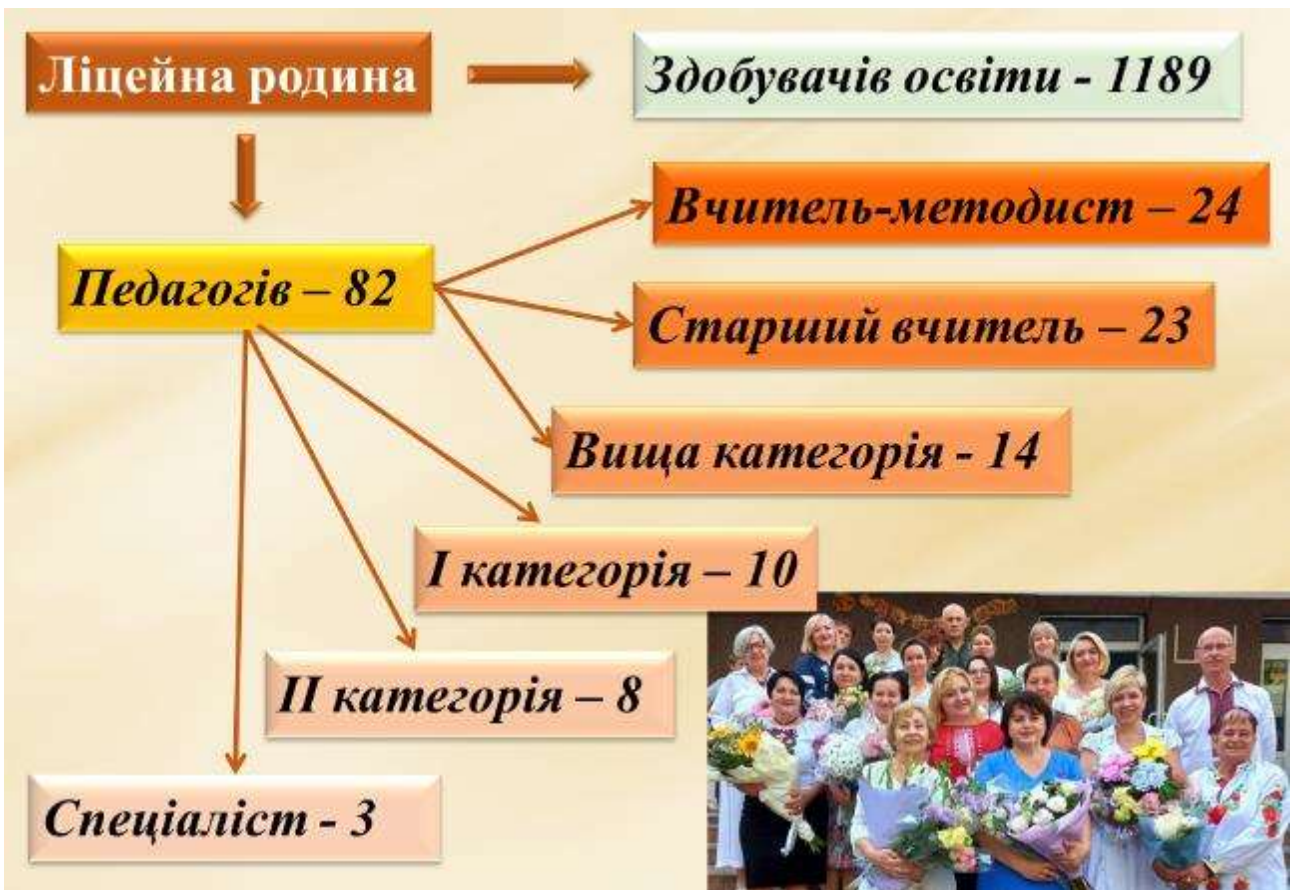 Ліцейна родина
Здобувачів освіти - 1189
Вчитель-методист – 24
Педагогів – 82
Старший вчитель – 23
Вища категорія - 14
І категорія – 10
ІІ категорія – 8
Спеціаліст - 3